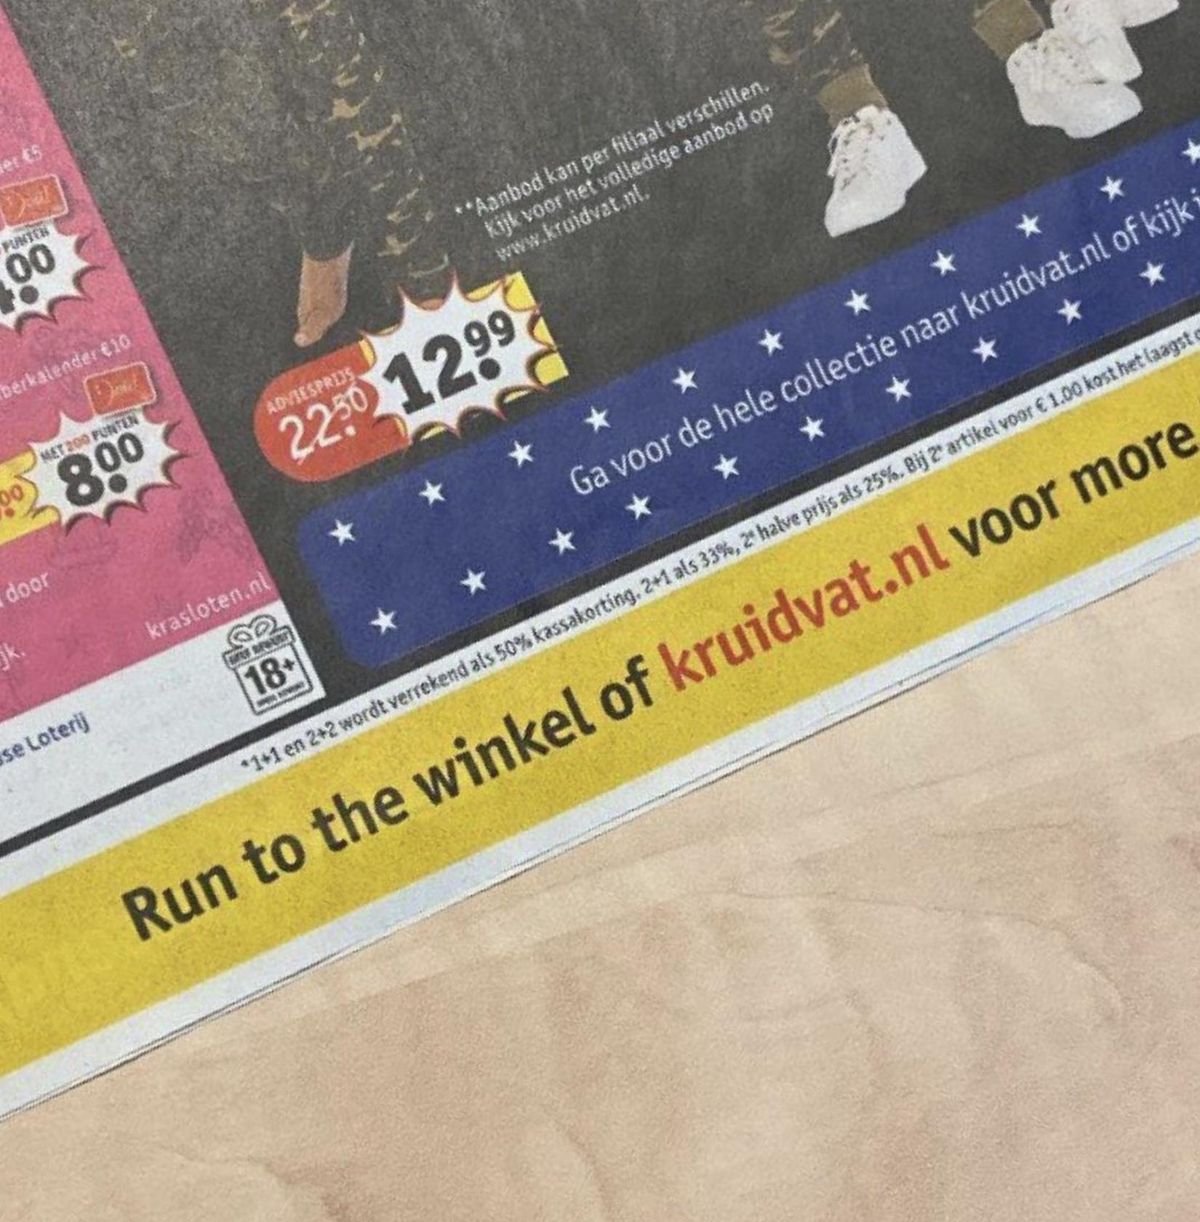 **Aanbod kan per filiaal verschillen.
Kijk voor het volledige aanbod op
www.kruidvat.nl.
ADVIESPRIJS
22.50
12.99
Ga voor de hele collectie naar kruidvat.nl of kijk
€5
PUNTEN
.00
€10
MET 200 PUNTEN
8.00
door
krasloten.nl
18+
Loterij
*1+1 en 2+2 wordt verrekend als 50% kassakorting. 2+1 als 33%, 2e halve prijs als 25%. Bij 2e artikel voor € 1.00 kost het laagst
Run to the winkel of kruidvat.nl voor more